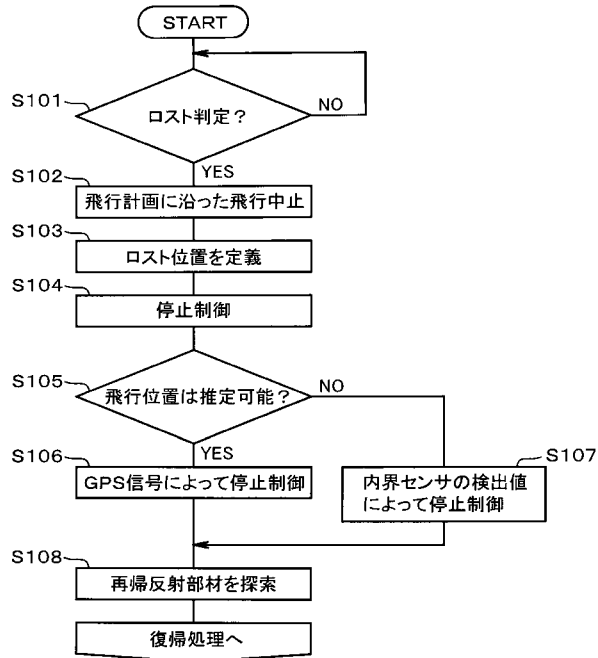 START
S101
ロスト判定？
NO
YES
S102
飛行計画に沿った飛行中止
S103
ロスト位置を定義
S104
停止制御
S105
飛行位置は推定可能？
NO
YES
S106
GPS信号によって停止制御
S107
内界センサの検出値
によって停止制御
S108
再帰反射部材を探索
復帰処理へ